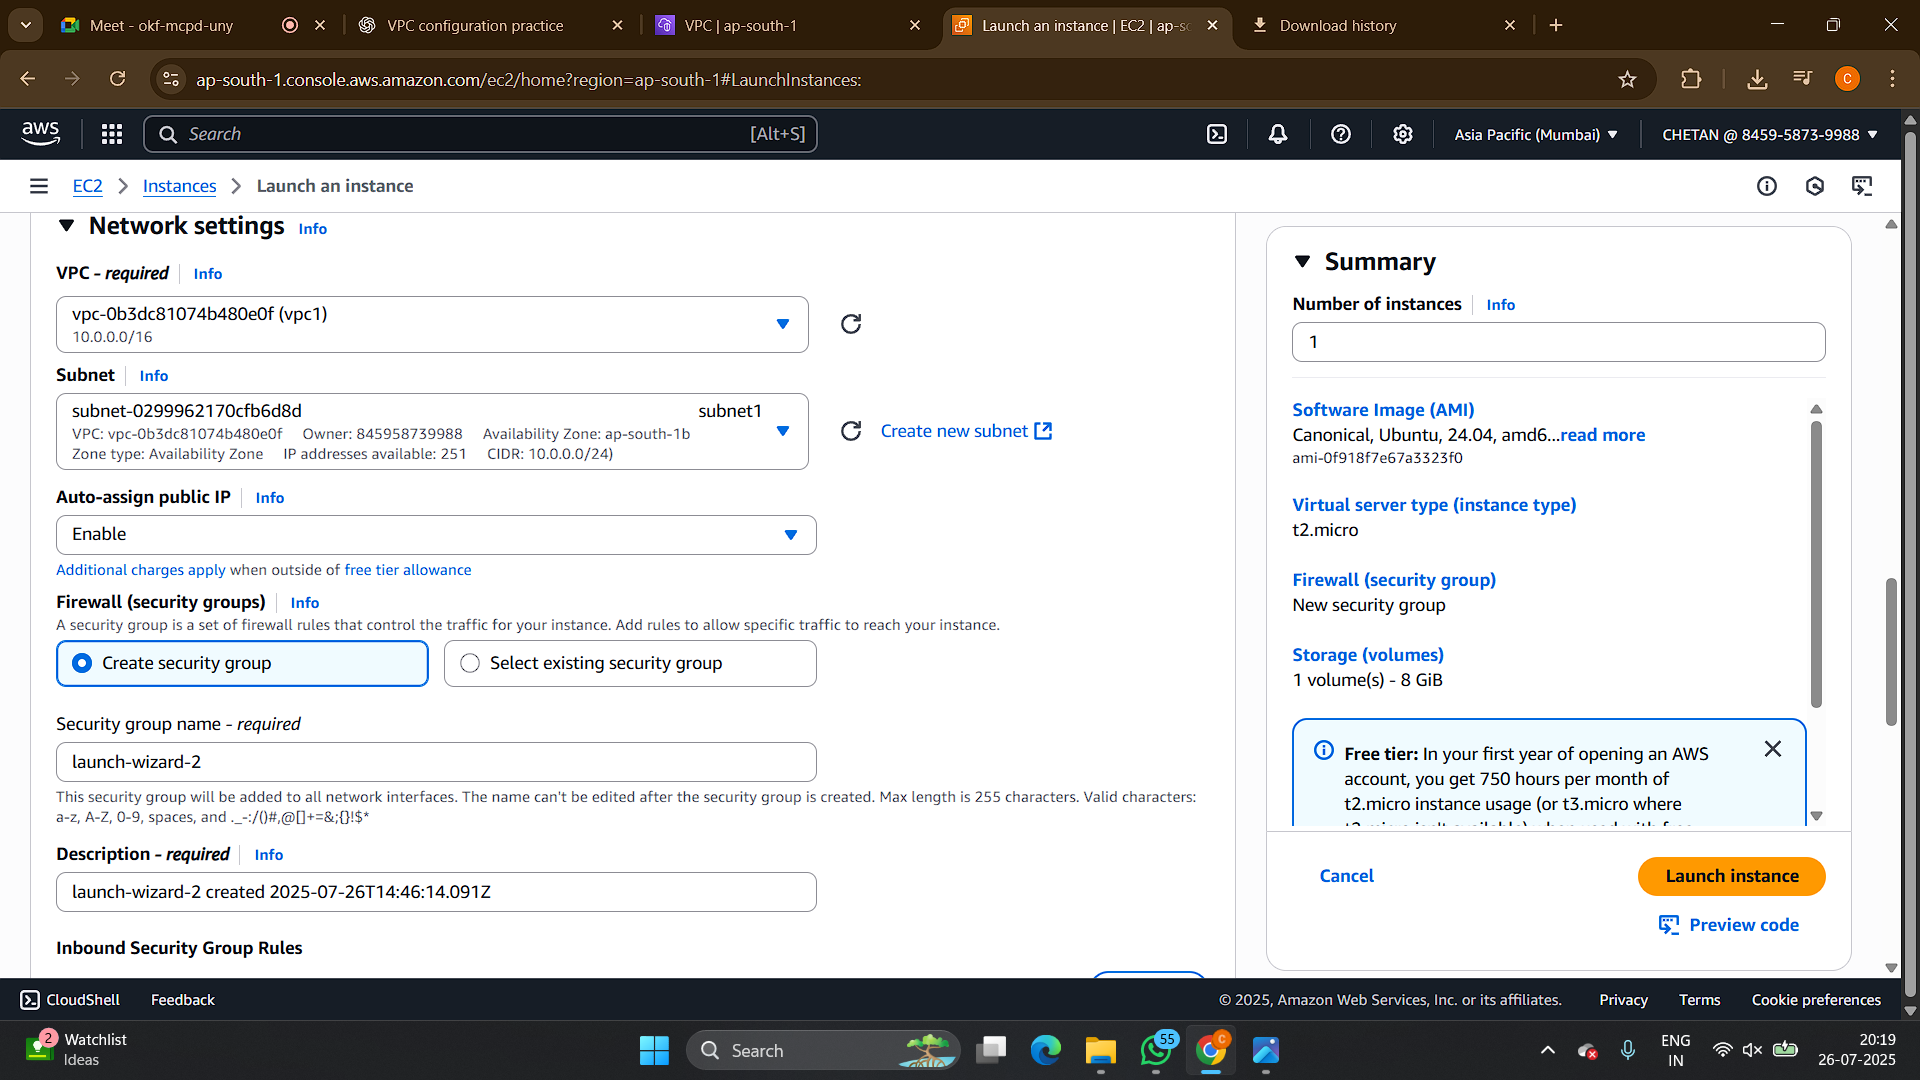 Meet - okf-mcpd-uny
VPC configuration practice
VPC | ap-south-1
Launch an instance | EC2 | ap-so
Download history
ap-south-1.console.aws.amazon.com/ec2/home?region=ap-south-1#LaunchInstances:
C
aws
Search
[Alt+S]
Asia Pacific (Mumbai)
CHETAN @ 8459-5873-9988
EC2
Instances
Launch an instance
Network settings Info
VPC - required Info
vpc-0b3dc81074b480e0f (vpc1)
10.0.0.0/16
Subnet Info
subnet-0299962170cfb6d8d subnet1
VPC: vpc-0b3dc81074b480e0f Owner: 845958739988 Availability Zone: ap-south-1b
Zone type: Availability Zone IP addresses available: 251 CIDR: 10.0.0.0/24)
Create new subnet
Auto-assign public IP Info
Enable
Additional charges apply when outside of free tier allowance
Firewall (security groups) Info
A security group is a set of firewall rules that control the traffic for your instance. Add rules to allow specific traffic to reach your instance.
Create security group
Select existing security group
Security group name - required
launch-wizard-2
This security group will be added to all network interfaces. The name can't be edited after the security group is created. Max length is 255 characters. Valid characters:
a-z, A-Z, 0-9, spaces, and ._-:/()#,@[]+=&;{}!$*
Description - required Info
launch-wizard-2 created 2025-07-26T14:46:14.091Z
Inbound Security Group Rules
Summary
Number of instances Info
1
Software Image (AMI)
Canonical, Ubuntu, 24.04, amd6...read more
ami-0f918f7e67a3323f0
Virtual server type (instance type)
t2.micro
Firewall (security group)
New security group
Storage (volumes)
1 volume(s) - 8 GiB
Free tier: In your first year of opening an AWS
account, you get 750 hours per month of
t2.micro instance usage (or t3.micro where
Cancel
Launch instance
Preview code
CloudShell
Feedback
© 2025, Amazon Web Services, Inc. or its affiliates.
Privacy
Terms
Cookie preferences
2
Watchlist
Ideas
Search
55
C
ENG
IN
20:19
26-07-2025